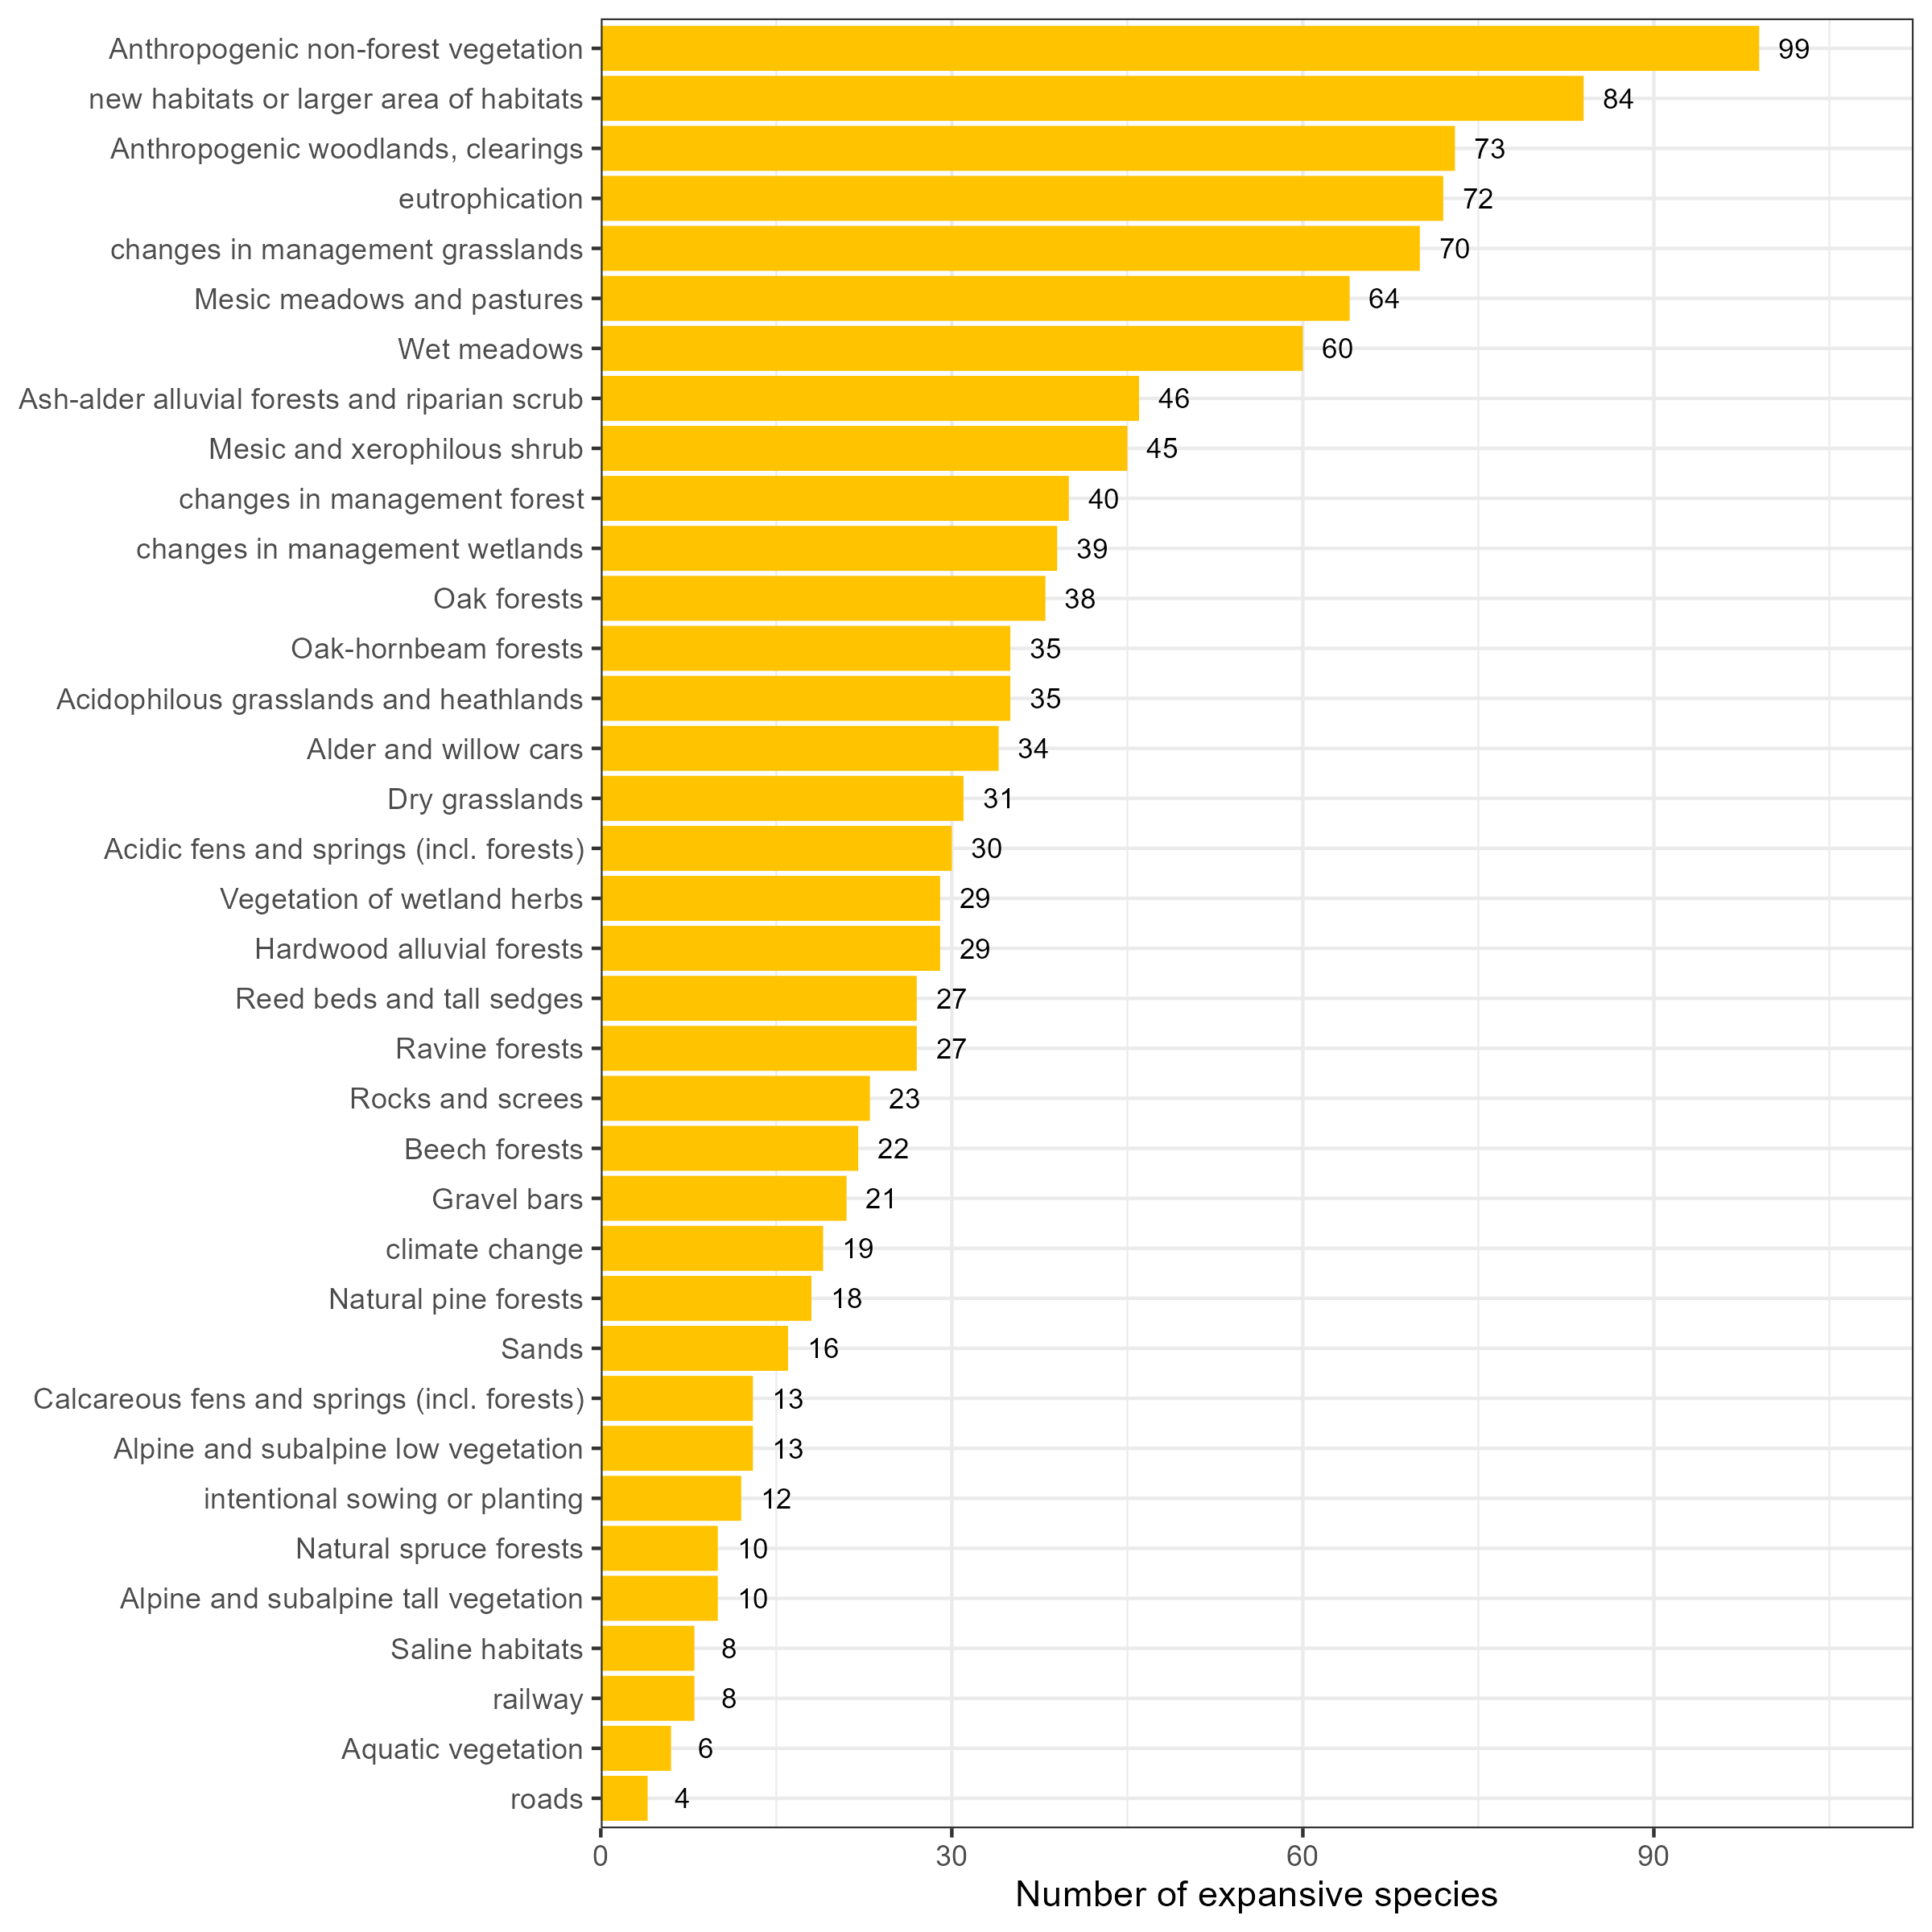 Anthropogenic non-forest vegetation 99
new habitats or larger area of habitats 84
Anthropogenic woodlands, clearings 73
eutrophication 72
changes in management grasslands 70
Mesic meadows and pastures 64
Wet meadows 60
Ash-alder alluvial forests and riparian scrub 46
Mesic and xerophilous shrub 45
changes in management forest 40
changes in management wetlands 39
Oak forests 38
Oak-hornbeam forests 35
Acidophilous grasslands and heathlands 35
Alder and willow cars 34
Dry grasslands 31
Acidic fens and springs (incl. forests) 30
Vegetation of wetland herbs 29
Hardwood alluvial forests 29
Reed beds and tall sedges 27
Ravine forests 27
Rocks and screes 23
Beech forests 22
Gravel bars 21
climate change 19
Natural pine forests 18
Sands 16
Calcareous fens and springs (incl. forests) 13
Alpine and subalpine low vegetation 13
intentional sowing or planting 12
Natural spruce forests 10
Alpine and subalpine tall vegetation 10
Saline habitats 8
railway 8
Aquatic vegetation 6
roads 4
0 30 60 90
Number of expansive species